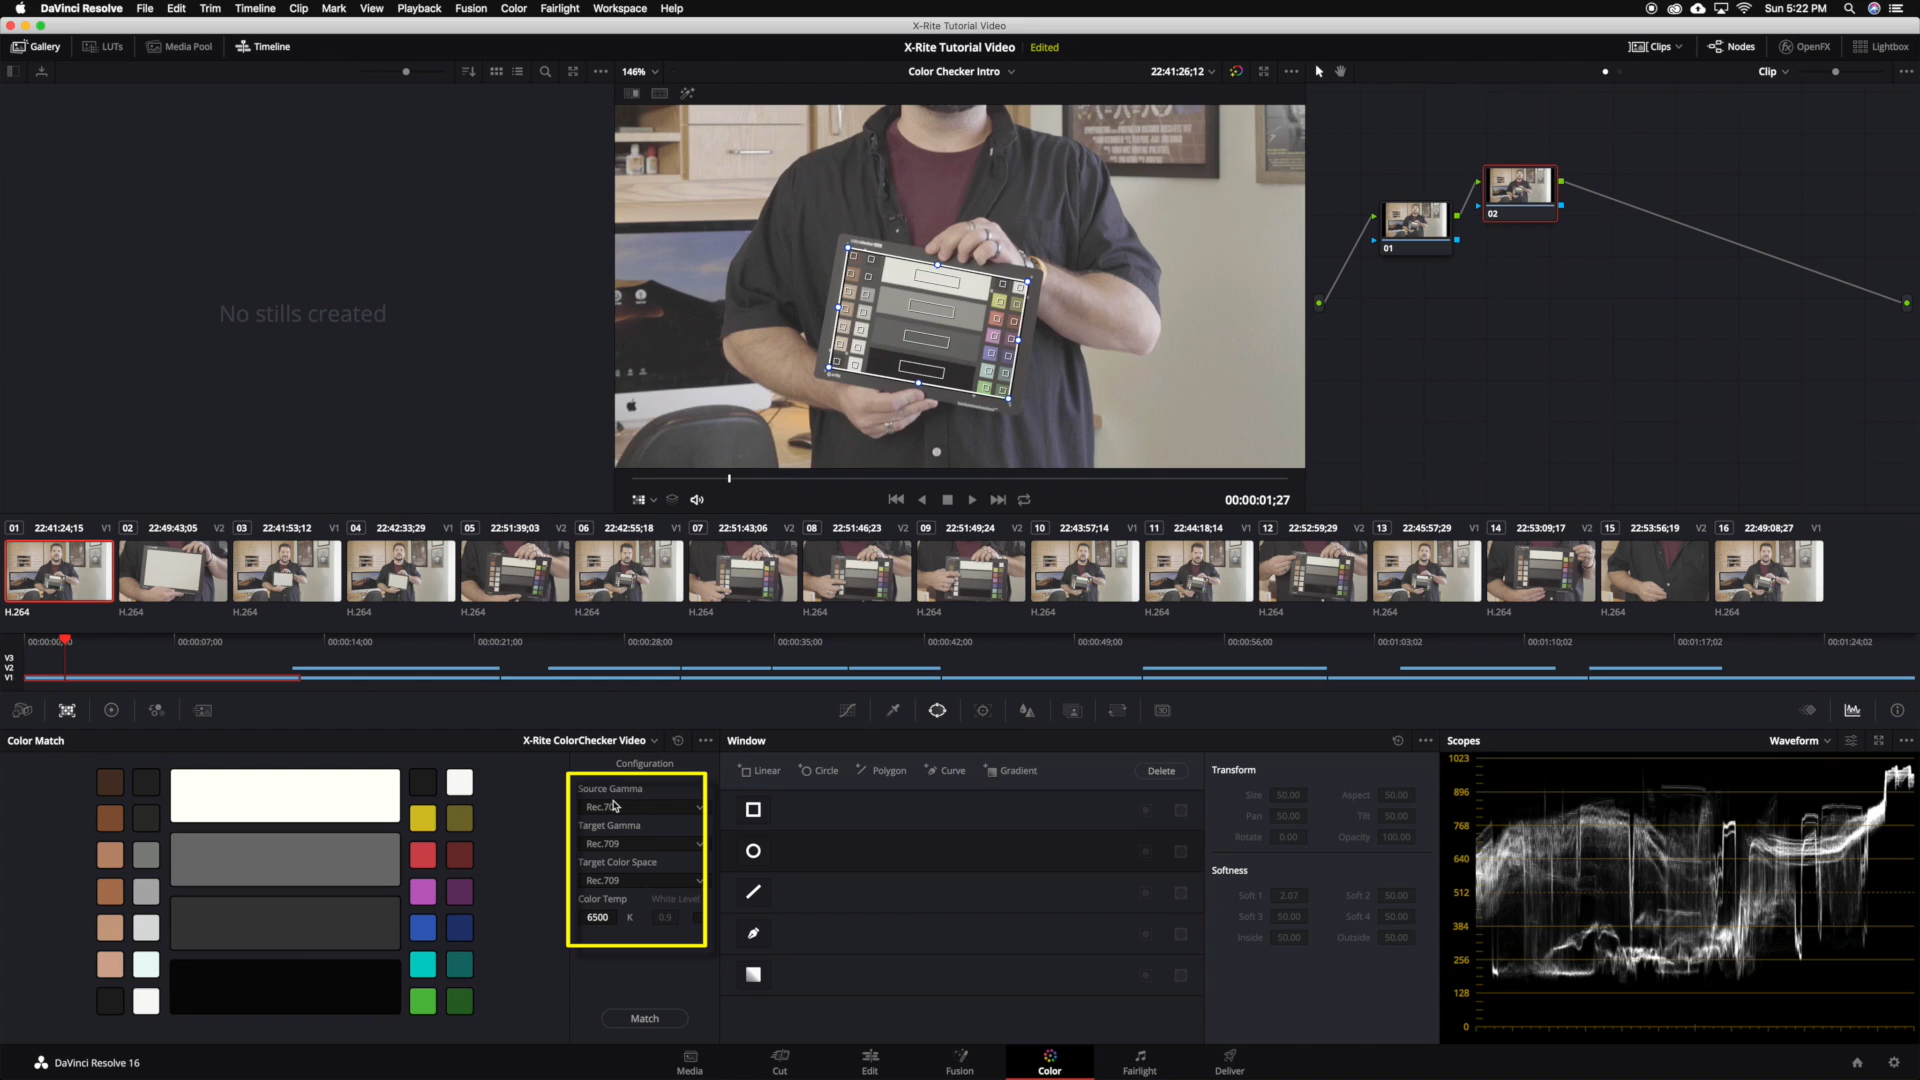 DaVinci Resolve File Edit Trim Timeline Clip Mark View Playback Fusion Color Fairlight Workspace Help Sun 5:22 PM
X-Rite Tutorial Video
Gallery LUTs Media Pool Timeline X-Rite Tutorial Video Edited Clips Nodes OpenFX Lightbox
146% Color Checker Intro 22:41:26;12 Clip
No stills created
01
02
00:00:01;27
01 22:41:24;15 V1 02 22:49:43;05 V2 03 22:41:53;12 V1 04 22:42:33;29 V1 05 22:51:39;03 V2 06 22:42:55;18 V1 07 22:51:43;06 V2 08 22:51:46;23 V2 09 22:51:49;24 V2 10 22:43:57;14 V1 11 22:44:18;14 V1 12 22:52:59;29 V2 13 22:45:57;29 V1 14 22:53:09;17 V2 15 22:53:56;19 V2 16 22:49:08;27 V1
H.264 H.264 H.264 H.264 H.264 H.264 H.264 H.264 H.264 H.264 H.264 H.264 H.264 H.264 H.264 H.264
00:00:07;00 00:00:14;00 00:00:21;00 00:00:28;00 00:00:35;00 00:00:42;00 00:00:49;00 00:00:56;00 00:01:03;02 00:01:10;02 00:01:17;02 00:01:24;02
V3
V2
V1
3D
Color Match X-Rite ColorChecker Video Window Scopes Waveform
Configuration
Source Gamma
Target Gamma
Rec.709
Target Color Space
Rec.709
Color Temp White Level
6500 K 0.9
Match
Linear Circle Polygon Curve Gradient Delete
Transform
Size 50.00 Aspect 50.00
Pan 50.00 Tilt 50.00
Rotate 0.00 Opacity 100.00
Softness
Soft 1 2.07 Soft 2 50.00
Soft 3 50.00 Soft 4 50.00
Inside 50.00 Outside 50.00
1023
896
768
640
512
384
256
128
0
DaVinci Resolve 16 Media Cut Edit Fusion Color Fairlight Deliver